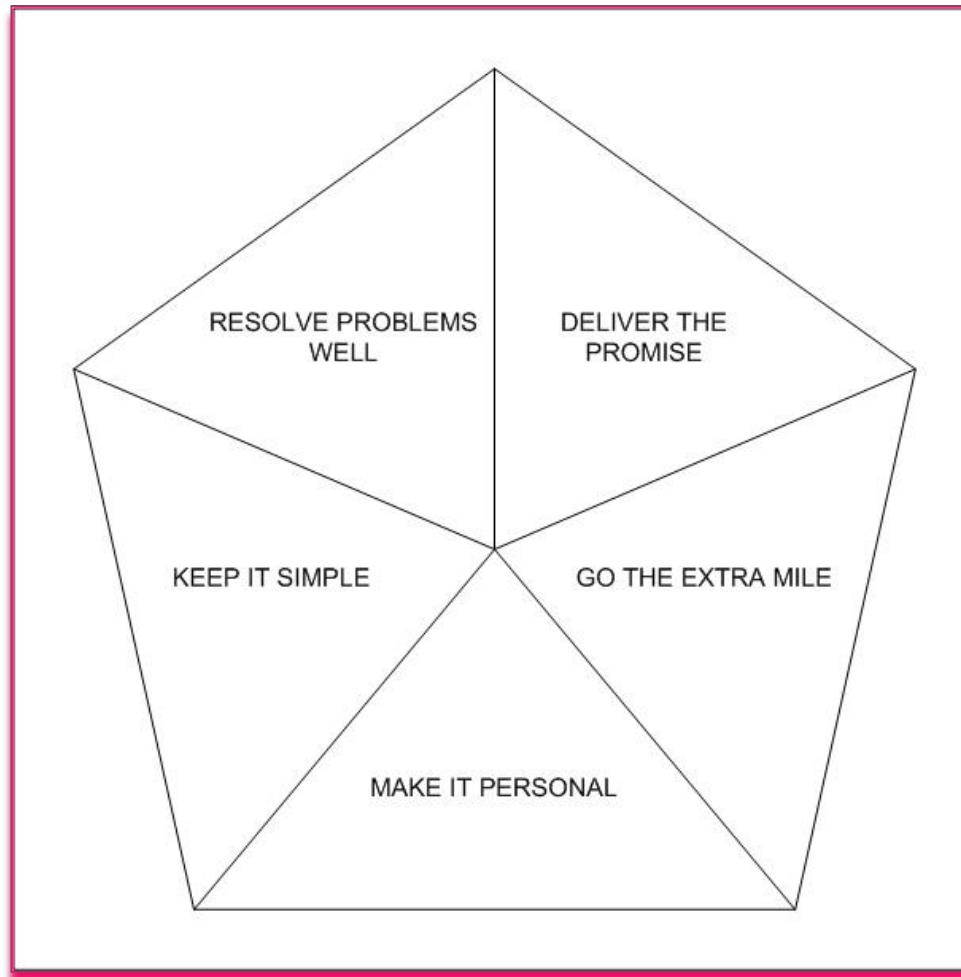 RESOLVE PROBLEMS
WELL
DELIVER THE
PROMISE
KEEP IT SIMPLE
GO THE EXTRA MILE
MAKE IT PERSONAL